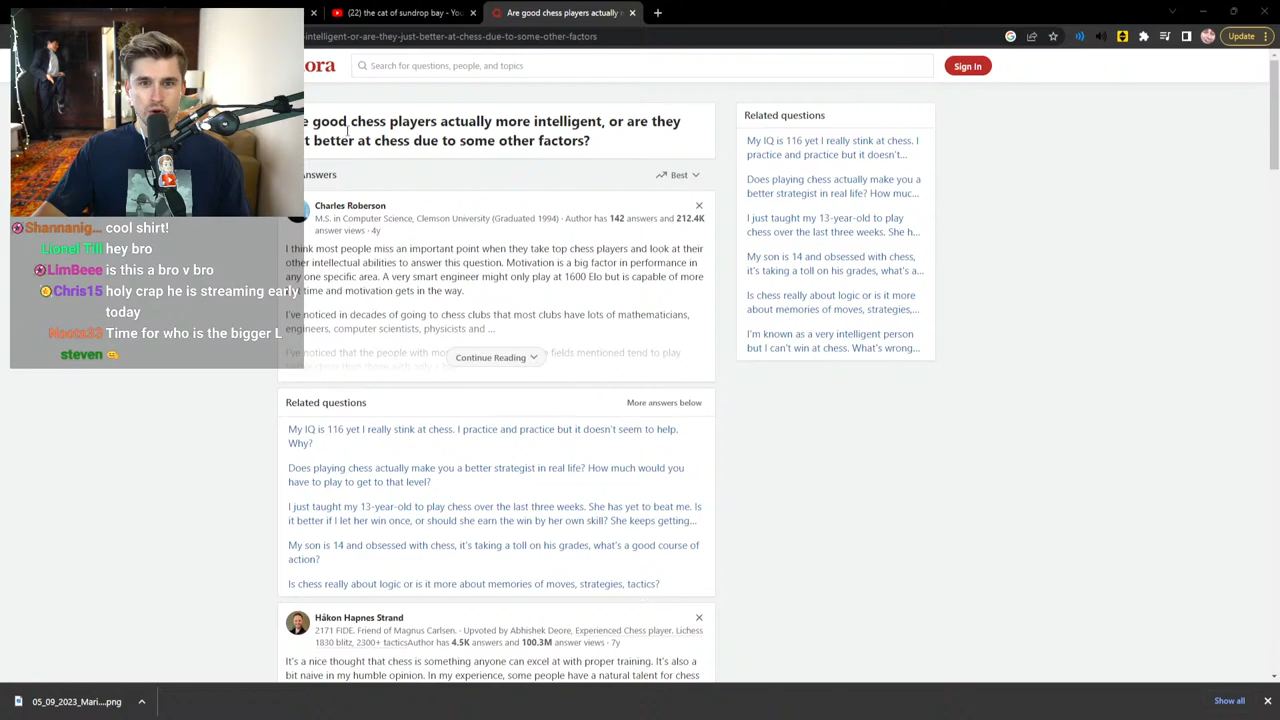 (22) the cat of sundrop bay - You
Are good chess players actually
intelligent-or-are-they-just-better-at-chess-due-to-some-other-factors
Update
ora
Search for questions, people, and topics
Sign In
e good chess players actually more intelligent, or are they
t better at chess due to some other factors?
Answers
Best
Charles Roberson
M.S. in Computer Science, Clemson University (Graduated 1994) · Author has 142 answers and 212.4K
answer views · 4y
I think most people miss an important point when they take top chess players and look at their
other intellectual abilities to answer this question. Motivation is a big factor in performance in
any one specific area. A very smart engineer might only play at 1600 Elo but is capable of more
time and motivation gets in the way.
I've noticed in decades of going to chess clubs that most clubs have lots of mathematicians,
engineers, computer scientists, physicists and ...
I've noticed that the people with mo
e fields mentioned tend to play
Continue Reading
Shannanig... cool shirt!
Lionel Till hey bro
LimBeee is this a bro v bro
Chris15 holy crap he is streaming early
today
Time for who is the bigger L
steven
Related questions
More answers below
My IQ is 116 yet I really stink at chess. I practice and practice but it doesn't seem to help.
Why?
Does playing chess actually make you a better strategist in real life? How much would you
have to play to get to that level?
I just taught my 13-year-old to play chess over the last three weeks. She has yet to beat me. Is
it better if I let her win once, or should she earn the win by her own skill? She keeps getting...
My son is 14 and obsessed with chess, it's taking a toll on his grades, what's a good course of
action?
Is chess really about logic or is it more about memories of moves, strategies, tactics?
Håkon Hapnes Strand
2171 FIDE. Friend of Magnus Carlsen. · Upvoted by Abhishek Deore, Experienced Chess player. Lichess
1830 blitz, 2300+ tacticsAuthor has 4.5K answers and 100.3M answer views · 7y
It's a nice thought that chess is something anyone can excel at with proper training. It's also a
bit naive in my humble opinion. In my experience, some people have a natural talent for chess
Related questions
My IQ is 116 yet I really stink at chess. I
practice and practice but it doesn't...
Does playing chess actually make you a
better strategist in real life? How muc...
I just taught my 13-year-old to play
chess over the last three weeks. She h...
My son is 14 and obsessed with chess,
it's taking a toll on his grades, what's a...
Is chess really about logic or is it more
about memories of moves, strategies,...
I'm known as a very intelligent person
but I can't win at chess. What's wrong...
05_09_2023_Mari....png
Show all